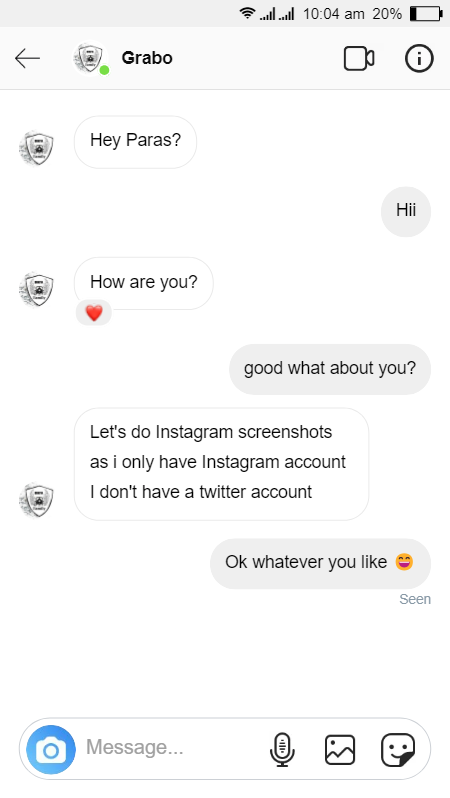 10:04 am 20%
Grabo
Hey Paras?
Hii
How are you?
❤️
good what about you?
Let's do Instagram screenshots
as i only have Instagram account
I don't have a twitter account
Ok whatever you like 😄
Seen
Message...